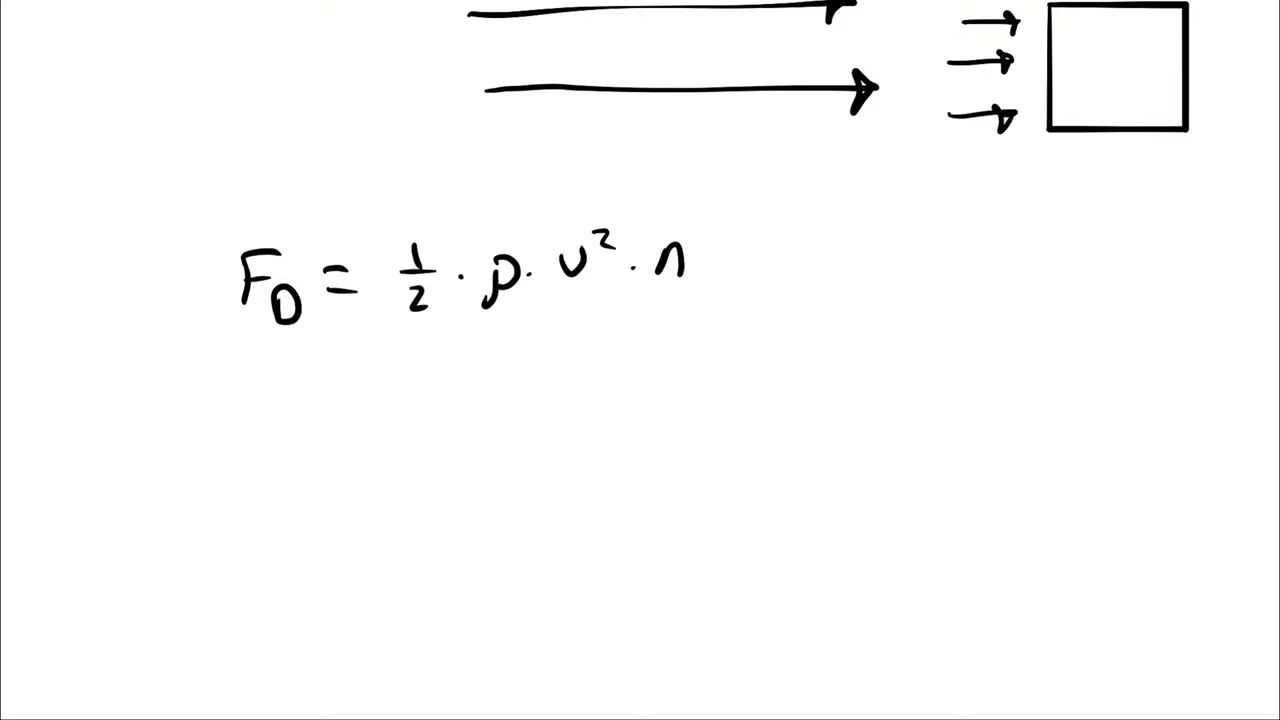 F_D = 1/2 · ρ · v² · n